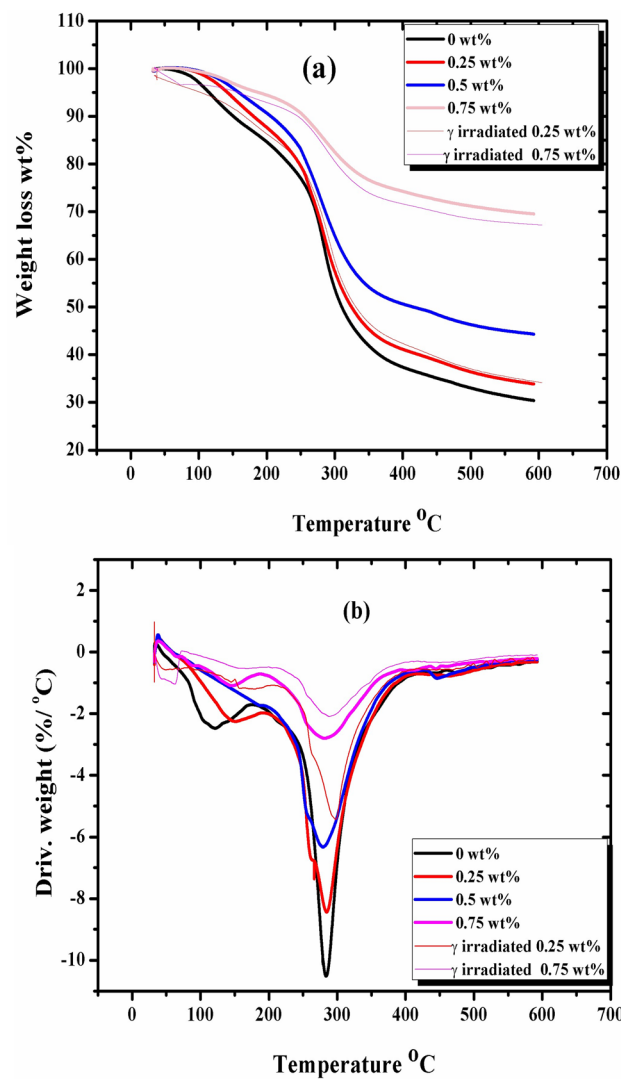 (a)
0 wt%
0.25 wt%
0.5 wt%
0.75 wt%
γ irradiated 0.25 wt%
γ irradiated 0.75 wt%
Weight loss wt%
100
90
80
70
60
50
40
30
20
0 100 200 300 400 500 600 700
Temperature ⁰C
(b)
Driv. weight (%/ ⁰C)
2
0
-2
-4
-6
-8
-10
0 wt%
0.25 wt%
0.5 wt%
0.75 wt%
γ irradiated 0.25 wt%
γ irradiated 0.75 wt%
0 100 200 300 400 500 600 700
Temperature ⁰C